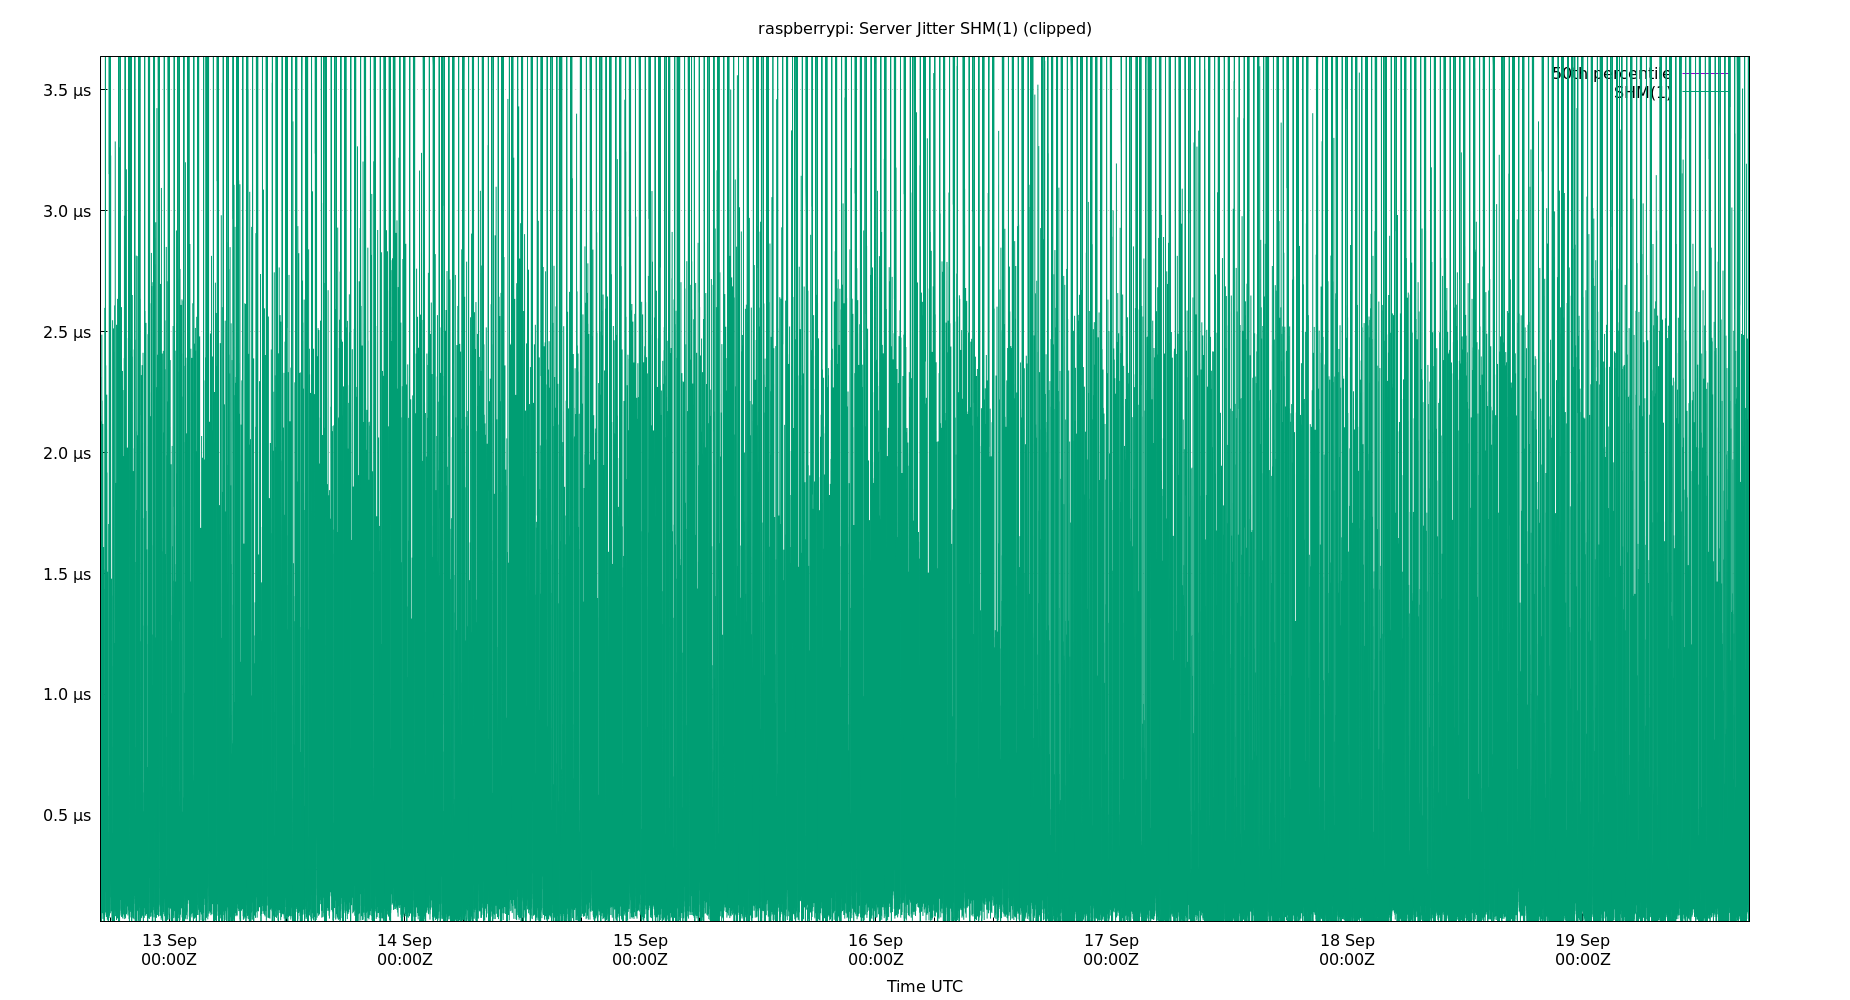 raspberrypi: Server Jitter SHM(1) (clipped)
50th percentile
SHM(1)
3.5 μs
3.0 μs
2.5 μs
2.0 μs
1.5 μs
1.0 μs
0.5 μs
13 Sep 14 Sep 15 Sep 16 Sep 17 Sep 18 Sep 19 Sep
00:00Z 00:00Z 00:00Z 00:00Z 00:00Z 00:00Z 00:00Z
Time UTC